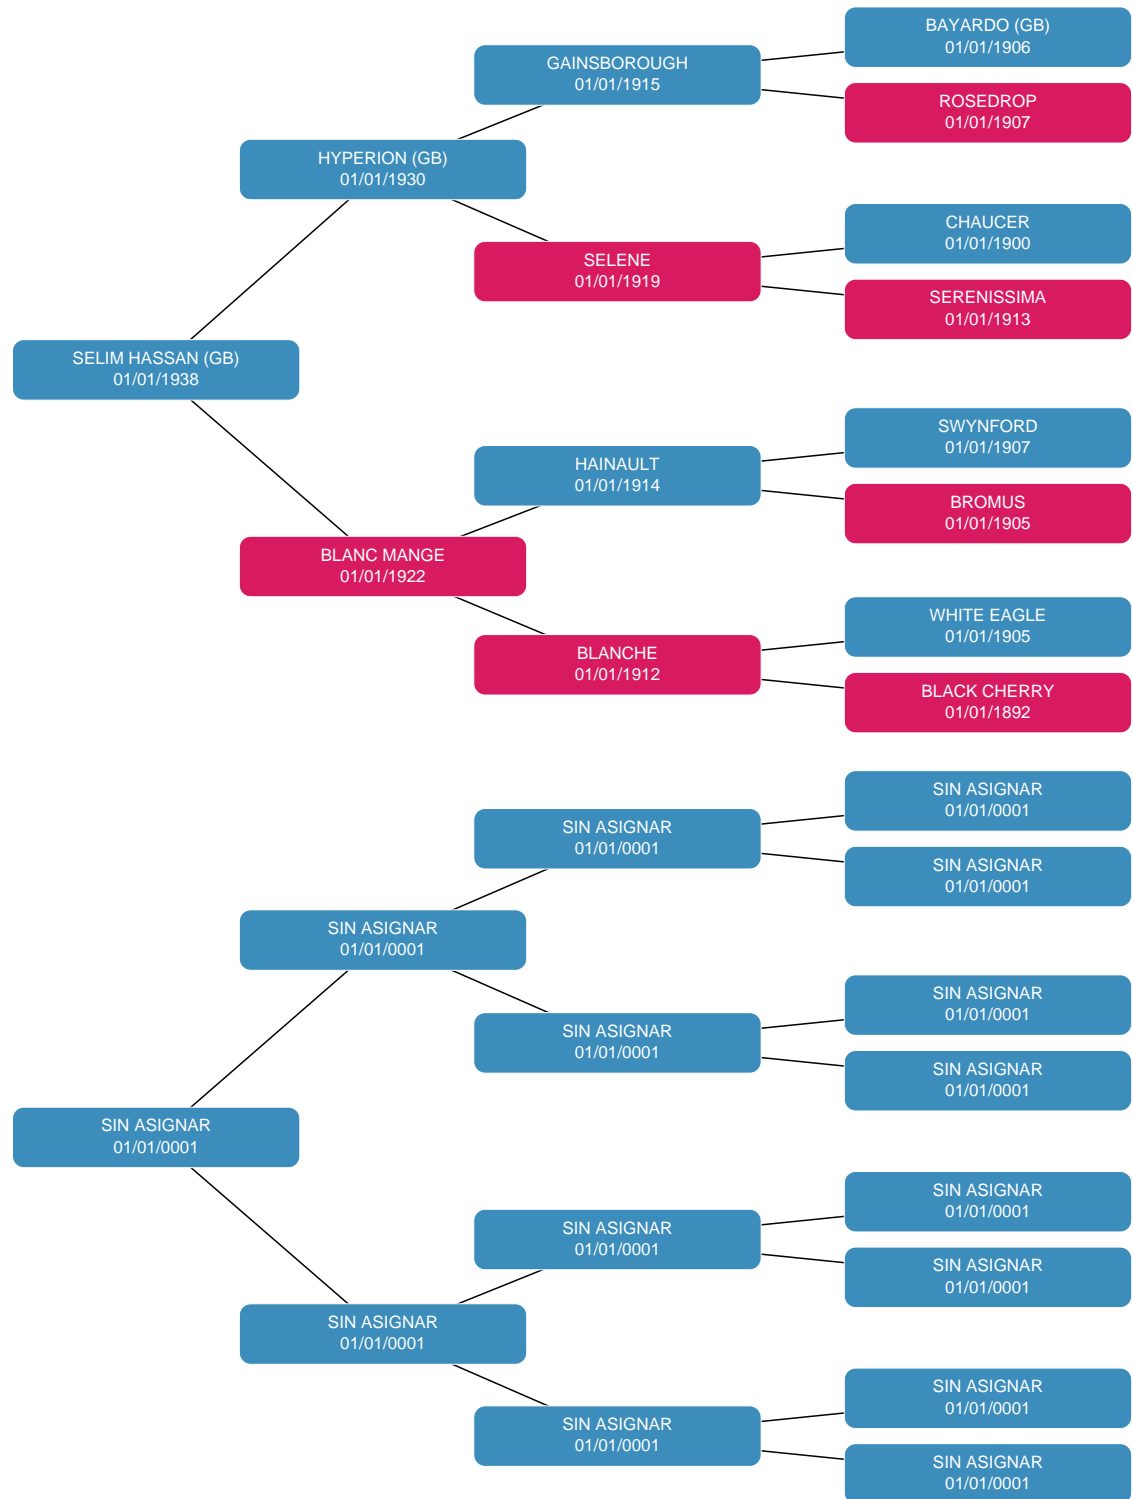 BAYARDO (GB)
01/01/1906
GAINSBOROUGH
01/01/1915
ROSEDROP
01/01/1907
HYPERION (GB)
01/01/1930
CHAUCER
01/01/1900
SELENE
01/01/1919
SERENISSIMA
01/01/1913
SELIM HASSAN (GB)
01/01/1938
SWYNFORD
01/01/1907
HAINAULT
01/01/1914
BROMUS
01/01/1905
BLANC MANGE
01/01/1922
WHITE EAGLE
01/01/1905
BLANCHE
01/01/1912
BLACK CHERRY
01/01/1892
SIN ASIGNAR
01/01/0001
SIN ASIGNAR
01/01/0001
SIN ASIGNAR
01/01/0001
SIN ASIGNAR
01/01/0001
SIN ASIGNAR
01/01/0001
SIN ASIGNAR
01/01/0001
SIN ASIGNAR
01/01/0001
SIN ASIGNAR
01/01/0001
SIN ASIGNAR
01/01/0001
SIN ASIGNAR
01/01/0001
SIN ASIGNAR
01/01/0001
SIN ASIGNAR
01/01/0001
SIN ASIGNAR
01/01/0001
SIN ASIGNAR
01/01/0001
SIN ASIGNAR
01/01/0001